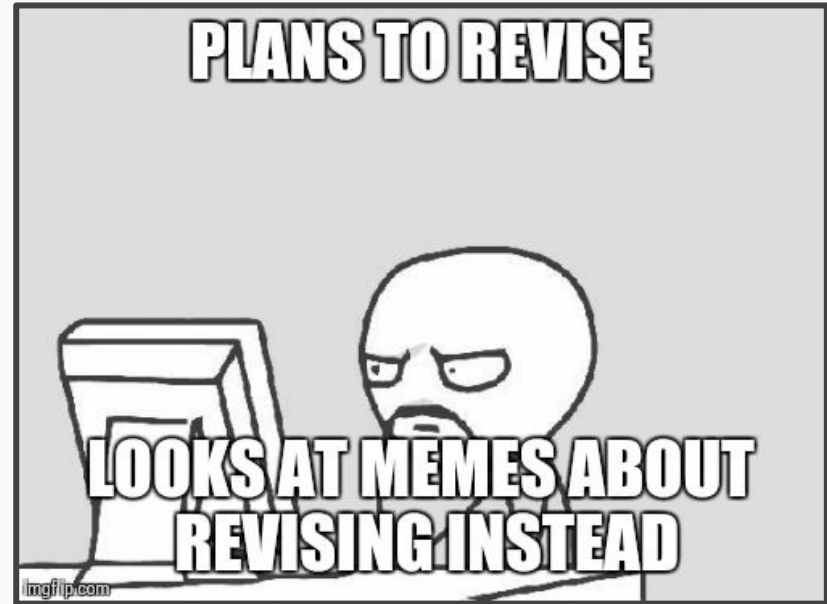 PLANS TO REVISE
LOOKS AT MEMES ABOUT
REVISING INSTEAD
imgflip.com